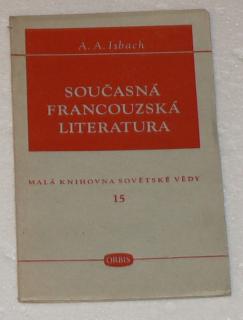 A. A. Isbach
SOUČASNÁ
FRANCOUZSKÁ
LITERATURA
MALÁ KNIHOVNA SOVĚTSKÉ VĚDY
15
ORBIS